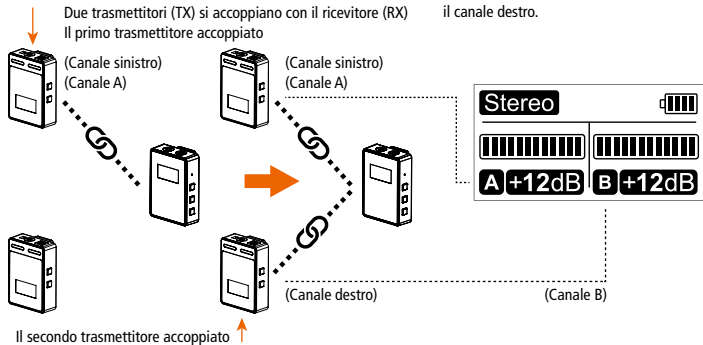 Due trasmettitori (TX) si accoppiano con il ricevitore (RX)
Il primo trasmettitore accoppiato
il canale destro.
(Canale sinistro)
(Canale A)
(Canale sinistro)
(Canale A)
Stereo
A +12dB B +12dB
(Canale destro)
(Canale B)
Il secondo trasmettitore accoppiato